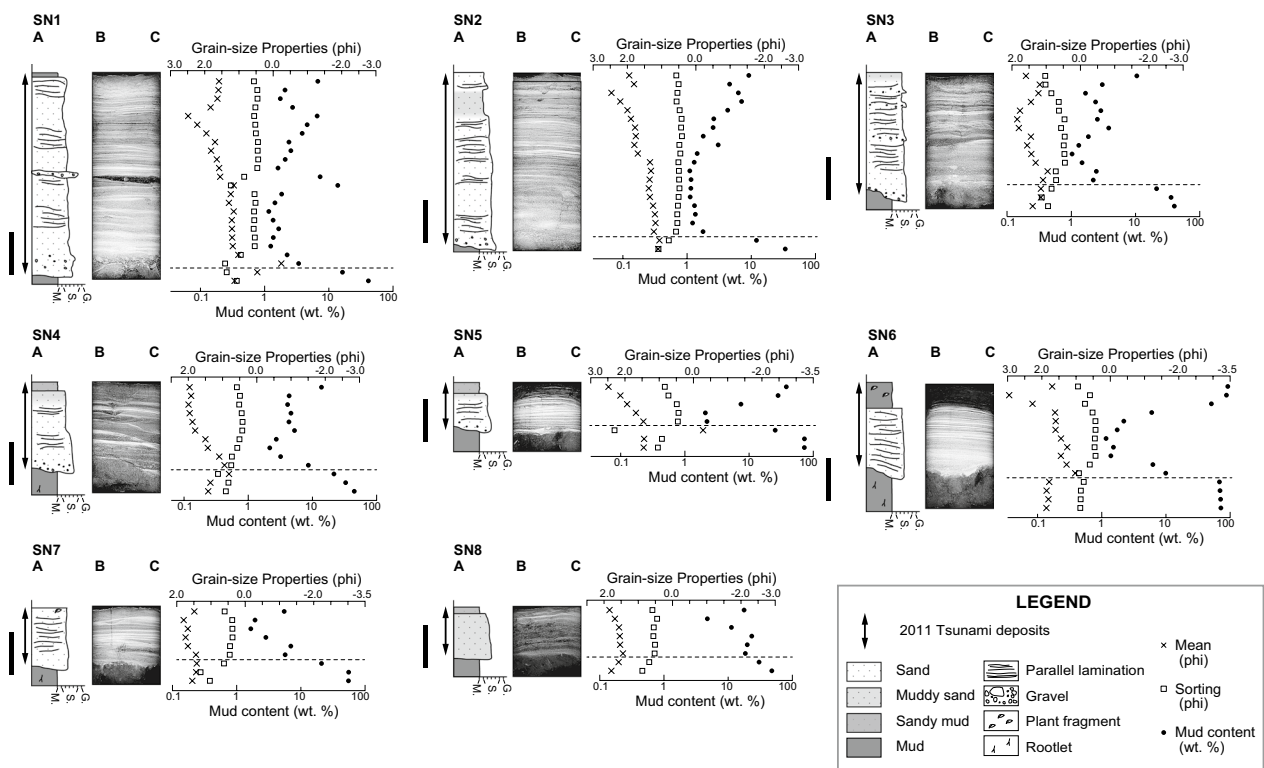 SN1
A B C
Grain-size Properties (phi)
3.0 2.0 0.0 -2.0 -3.0
M. S. G.
0.1 1 10 100
Mud content (wt. %)
SN2
A B C
Grain-size Properties (phi)
3.0 2.0 0.0 -2.0 -3.0
M. S. G.
0.1 1 10 100
Mud content (wt. %)
SN3
A B C
Grain-size Properties (phi)
2.0 0.0 -2.0 -3.0
M. S. G.
0.1 1 10 100
Mud content (wt. %)
SN4
A B C
Grain-size Properties (phi)
2.0 0.0 -2.0 -3.0
M. S. G.
0.1 1 10 100
Mud content (wt. %)
SN5
A B C
Grain-size Properties (phi)
3.0 2.0 0.0 -2.0 -3.5
M. S. G.
0.1 1 10 100
Mud content (wt. %)
SN6
A B C
Grain-size Properties (phi)
3.0 2.0 0.0 -2.0 -3.5
M. S. G.
0.1 1 10 100
Mud content (wt. %)
SN7
A B C
Grain-size Properties (phi)
2.0 0.0 -2.0 -3.5
M. S. G.
0.1 1 10 100
Mud content (wt. %)
SN8
A B C
Grain-size Properties (phi)
2.0 0.0 -2.0 -3.0
M. S. G.
0.1 1 10 100
Mud content (wt. %)
LEGEND
2011 Tsunami deposits
Sand
Muddy sand
Sandy mud
Mud
Parallel lamination
Gravel
Plant fragment
Rootlet
Mean
(phi)
Sorting
(phi)
Mud content
(wt. %)